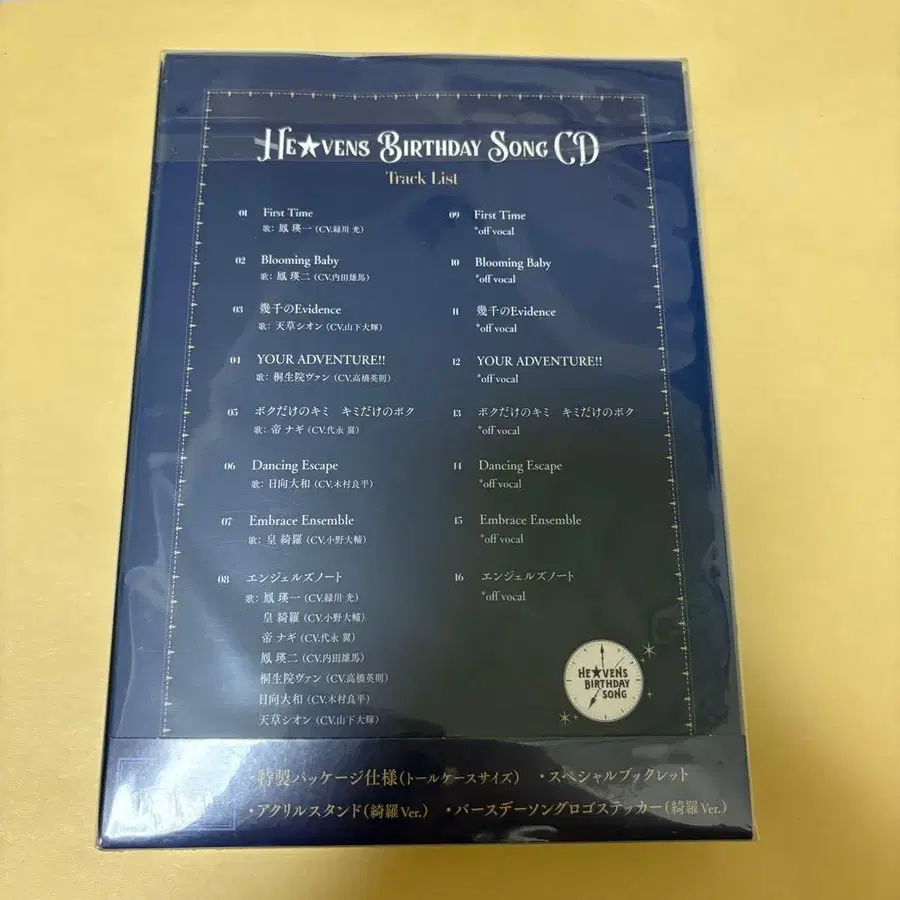 HE★VENS BIRTHDAY SONG CD
Track List
01 First Time
歌: 鳳 瑛一 (CV.緑川 光)
02 Blooming Baby
歌: 鳳 瑛二 (CV.内田雄馬)
03 幾千のEvidence
歌: 天草シオン (CV.山下大輝)
04 YOUR ADVENTURE!!
歌: 桐生院ヴァン (CV.高橋英則)
05 ボクだけのキミ キミだけのボク
歌: 帝 ナギ (CV.代永 翼)
06 Dancing Escape
歌: 日向大和 (CV.木村良平)
07 Embrace Ensemble
歌: 皇 綺羅 (CV.小野大輔)
08 エンジェルズノート
歌: 鳳 瑛一 (CV.緑川 光)
皇 綺羅 (CV.小野大輔)
帝 ナギ (CV.代永 翼)
鳳 瑛二 (CV.内田雄馬)
桐生院ヴァン (CV.高橋英則)
日向大和 (CV.木村良平)
天草シオン (CV.山下大輝)
09 First Time
*off vocal
10 Blooming Baby
*off vocal
11 幾千のEvidence
*off vocal
12 YOUR ADVENTURE!!
*off vocal
13 ボクだけのキミ キミだけのボク
*off vocal
14 Dancing Escape
*off vocal
15 Embrace Ensemble
*off vocal
16 エンジェルズノート
*off vocal
HE★VENS
BIRTHDAY
SONG
・特製パッケージ仕様(トールケースサイズ) ・スペシャルブックレット
・アクリルスタンド(綺羅Ver.) ・バースデーソングロゴステッカー(綺羅Ver.)